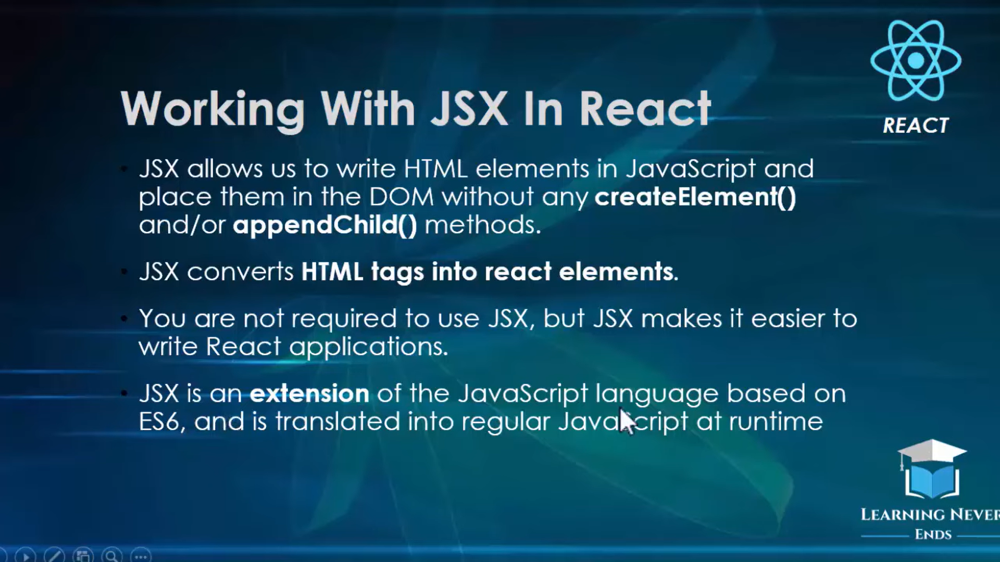 REACT
Working With JSX In React
JSX allows us to write HTML elements in JavaScript and
place them in the DOM without any createElement()
and/or appendChild() methods.
JSX converts HTML tags into react elements.
You are not required to use JSX, but JSX makes it easier to
write React applications.
JSX is an extension of the JavaScript language based on
ES6, and is translated into regular JavaScript at runtime
LEARNING NEVER
ENDS